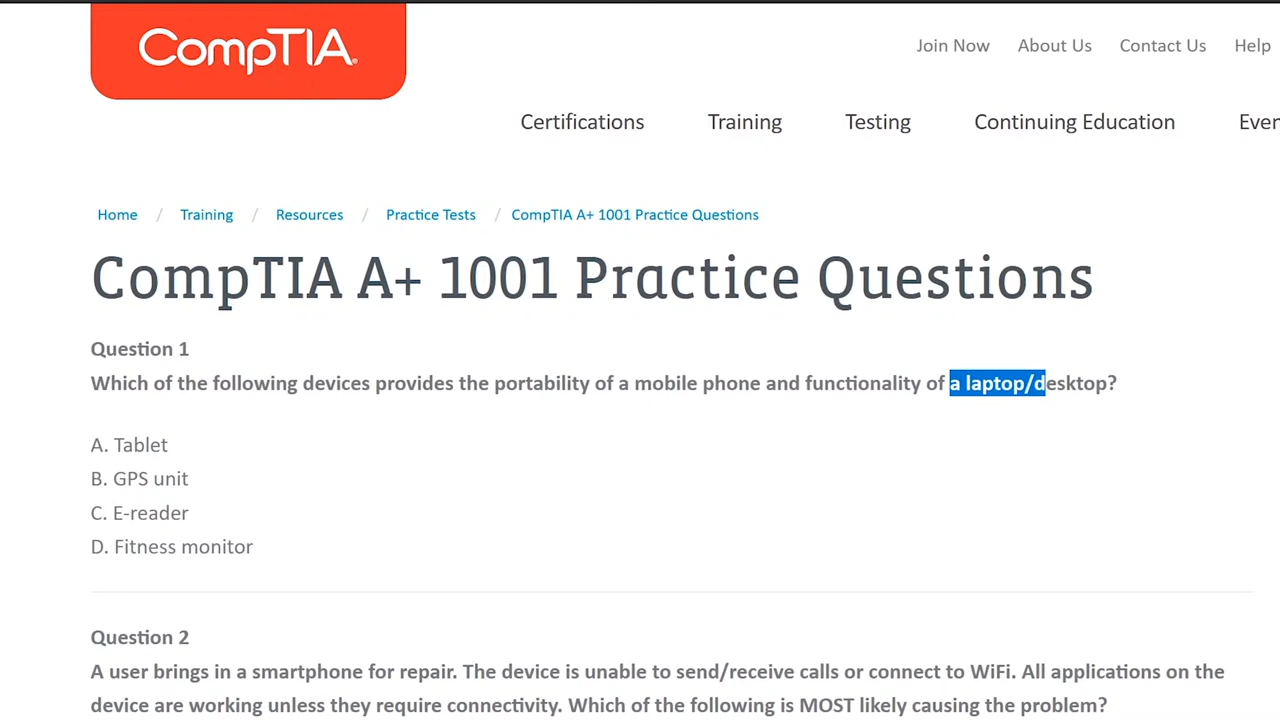 CompTIA.
Join Now About Us Contact Us Help
Certifications Training Testing Continuing Education
Home / Training / Resources / Practice Tests / CompTIA A+ 1001 Practice Questions
CompTIA A+ 1001 Practice Questions
Question 1
Which of the following devices provides the portability of a mobile phone and functionality of a laptop/desktop?
A. Tablet
B. GPS unit
C. E-reader
D. Fitness monitor
Question 2
A user brings in a smartphone for repair. The device is unable to send/receive calls or connect to WiFi. All applications on the
device are working unless they require connectivity. Which of the following is MOST likely causing the problem?